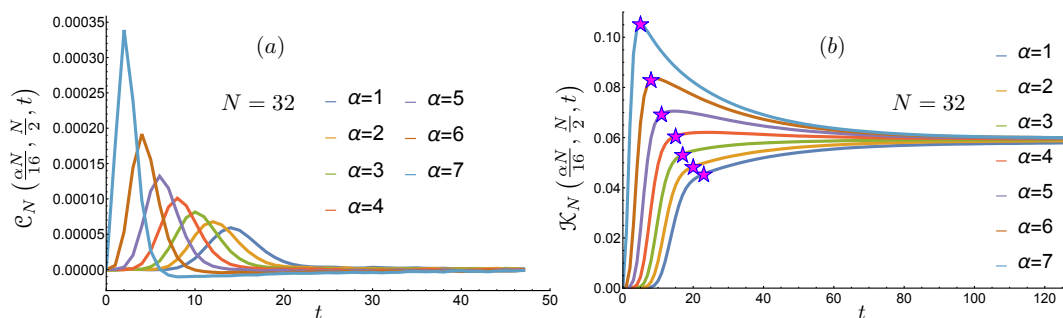 (a)
N = 32
α=1 α=5
α=2 α=6
α=3 α=7
α=4
0.00035
0.00030
0.00025
0.00020
0.00015
0.00010
0.00005
0.00000
0 10 20 30 40 50
t
𝒞_N (αN/16, N/2, t)
(b)
N = 32
α=1
α=2
α=3
α=4
α=5
α=6
α=7
0.10
0.08
0.06
0.04
0.02
0.00
0 20 40 60 80 100 120
t
𝒦_N (αN/16, N/2, t)